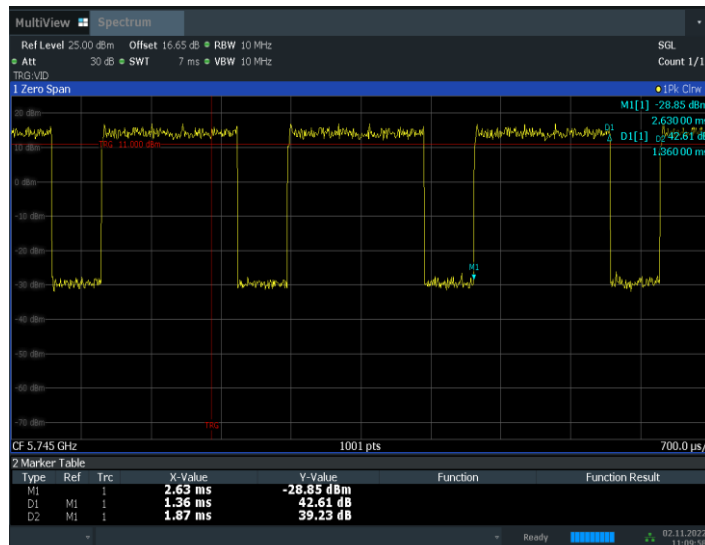 MultiView Spectrum
Ref Level 25.00 dBm Offset 16.65 dB RBW 10 MHz SGL
Att 30 dB SWT 7 ms VBW 10 MHz Count 1/1
TRG:VID
1 Zero Span 1Pk Clrw
M1[1] -28.85 dBm
20 dBm
2.630 00 ms
D1
D1[1] 42.61 dB
D2
10 dBm
TRG 11.000 dBm
1.360 00 ms
0 dBm
-10 dBm
-20 dBm
M1
-30 dBm
-40 dBm
-50 dBm
-60 dBm
-70 dBm
TRG
CF 5.745 GHz 1001 pts 700.0 µs/
2 Marker Table
Type Ref Trc X-Value Y-Value Function Function Result
M1 1 2.63 ms -28.85 dBm
D1 M1 1 1.36 ms 42.61 dB
D2 M1 1 1.87 ms 39.23 dB
Ready 02.11.2022
11:09:58